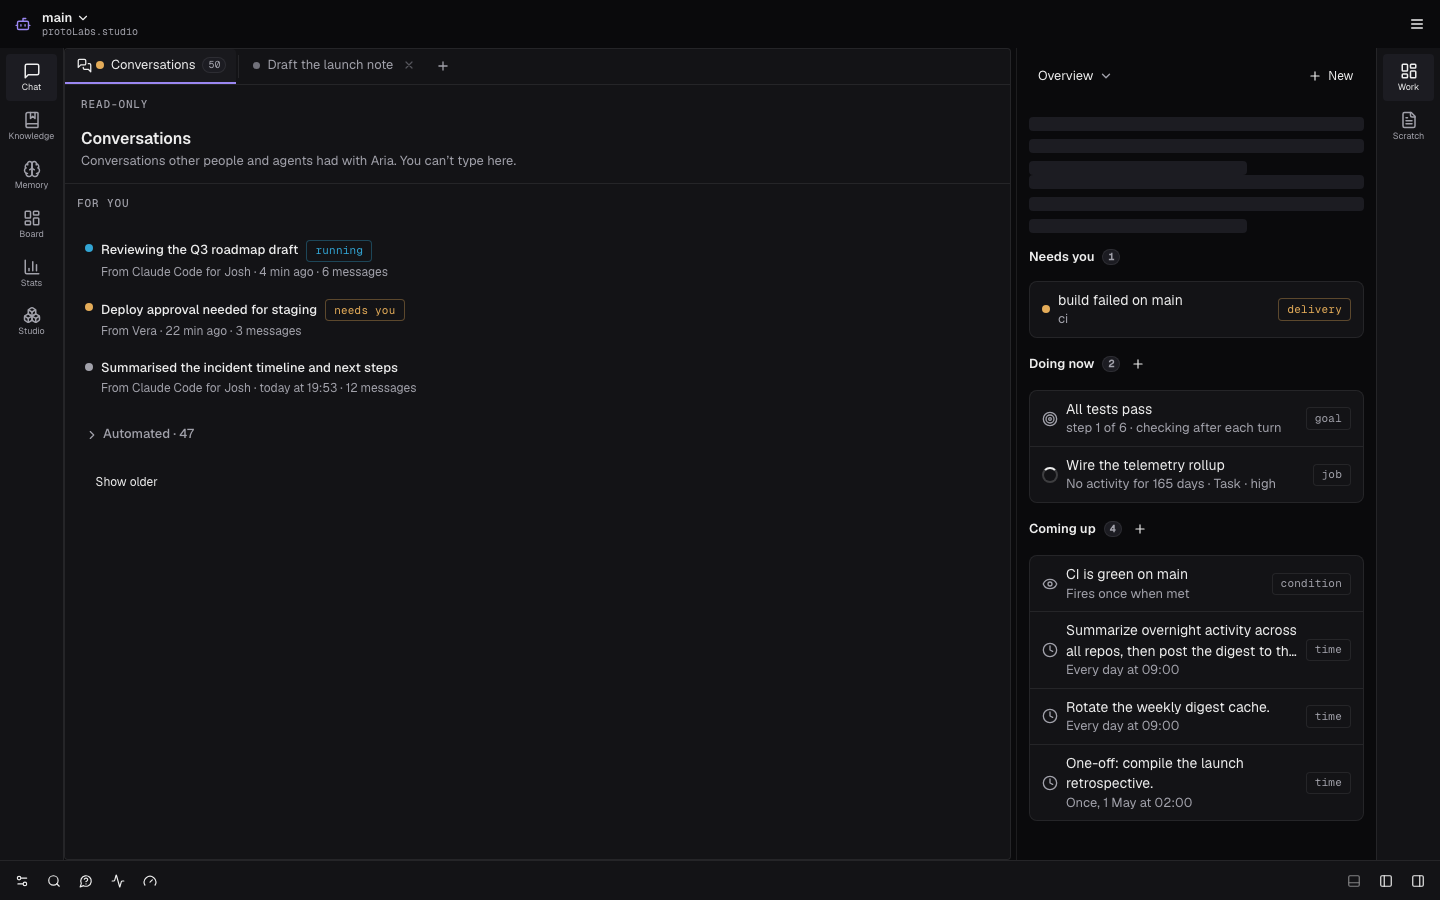 main
protoLabs.studio
Chat
Knowledge
Memory
Board
Stats
Studio
Conversations 50
Draft the launch note
READ-ONLY
Conversations
Conversations other people and agents had with Aria. You can't type here.
FOR YOU
Reviewing the Q3 roadmap draft running
From Claude Code for Josh · 4 min ago · 6 messages
Deploy approval needed for staging needs you
From Vera · 22 min ago · 3 messages
Summarised the incident timeline and next steps
From Claude Code for Josh · today at 19:53 · 12 messages
Automated · 47
Show older
Overview
New
Needs you 1
build failed on main
ci
delivery
Doing now 2
All tests pass
step 1 of 6 · checking after each turn
goal
Wire the telemetry rollup
No activity for 165 days · Task · high
job
Coming up 4
CI is green on main
Fires once when met
condition
Summarize overnight activity across
all repos, then post the digest to th…
Every day at 09:00
time
Rotate the weekly digest cache.
Every day at 09:00
time
One-off: compile the launch
retrospective.
Once, 1 May at 02:00
time
Work
Scratch